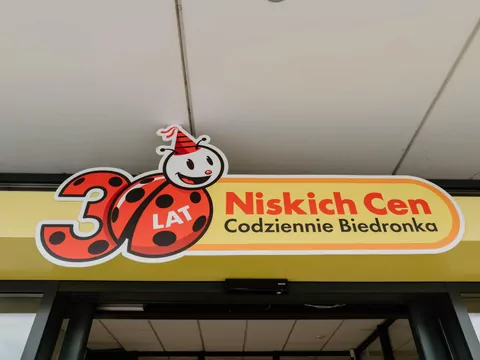 30 LAT
Niskich Cen
Codziennie Biedronka